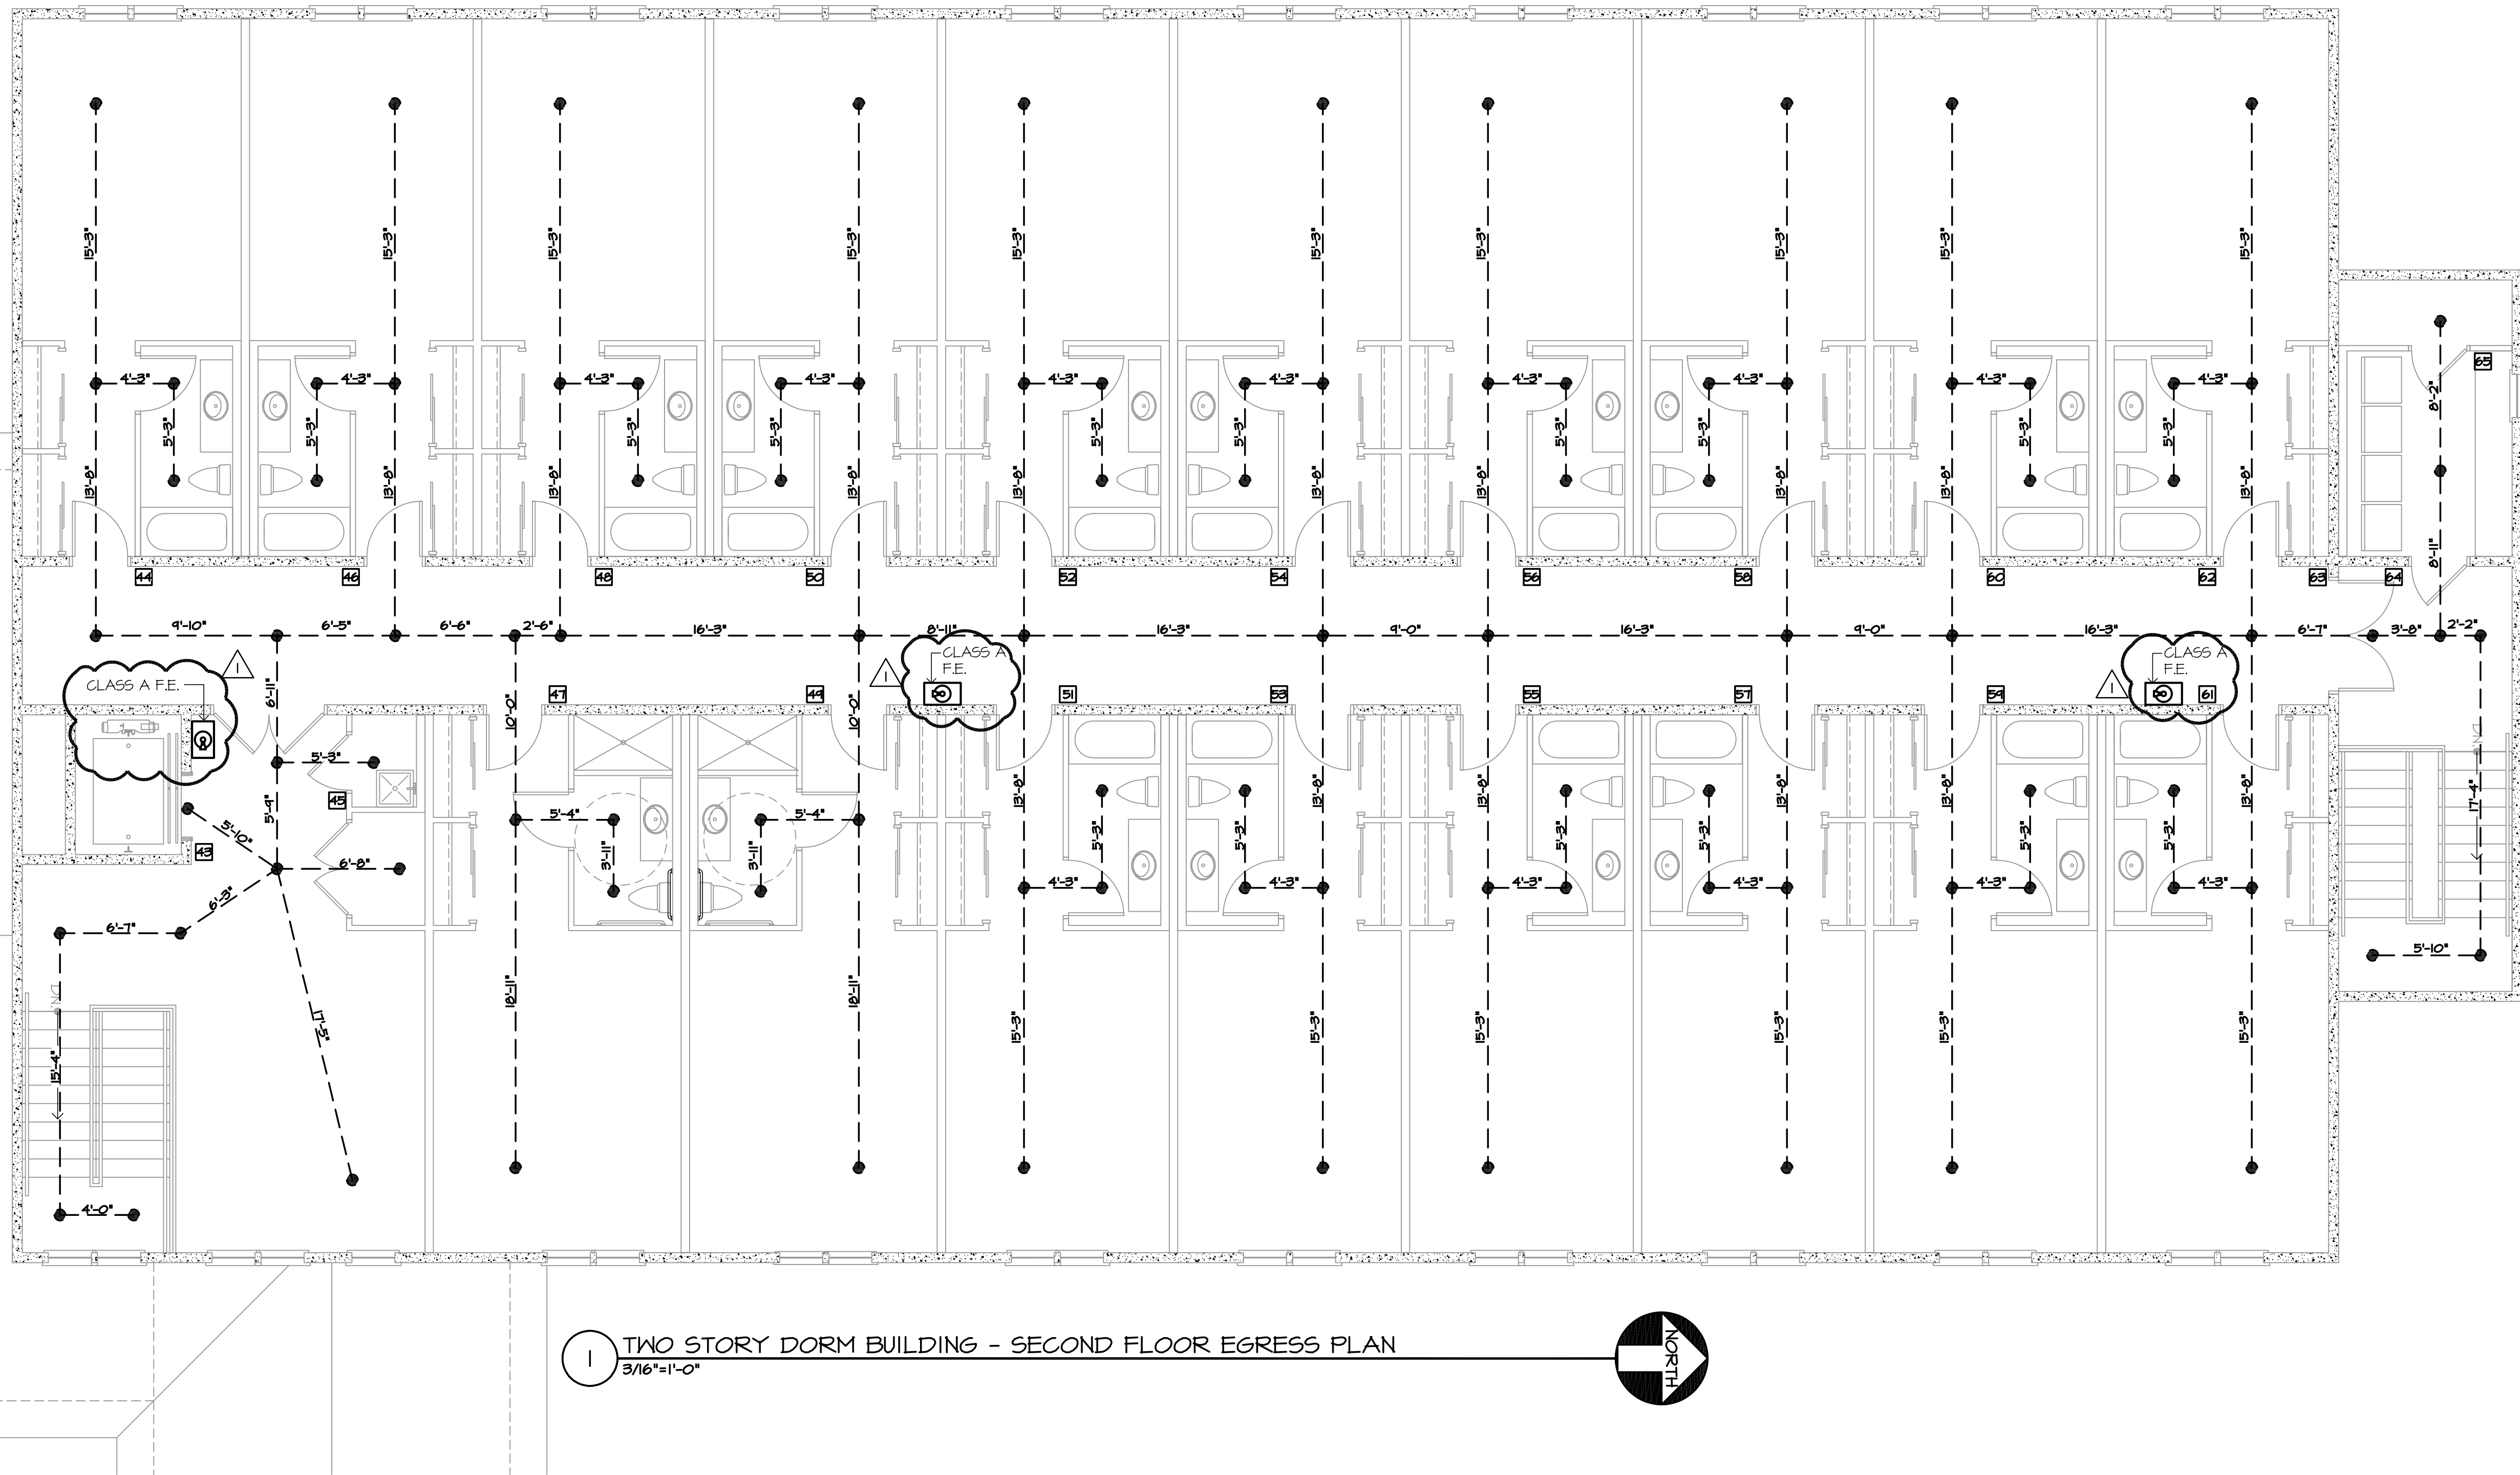 15'-3" 15'-3" 15'-3" 15'-3" 15'-3" 15'-3" 15'-3" 15'-3" 15'-3" 15'-3"
65
4'-3" 4'-3" 4'-3" 4'-3" 4'-3" 4'-3" 4'-3" 4'-3" 4'-3" 4'-3"
8'-2"
5'-3" 5'-3" 5'-3" 5'-3" 5'-3" 5'-3" 5'-3" 5'-3" 5'-3" 5'-3"
13'-8" 13'-8" 13'-8" 13'-8" 13'-8" 13'-8" 13'-8" 13'-8" 13'-8" 13'-8"
8'-11"
44 46 48 50 52 54 56 58 60 62 63 64
9'-10" 6'-5" 6'-6" 2'-6" 16'-3" 8'-11" 16'-3" 9'-0" 16'-3" 9'-0" 16'-3" 6'-7" 3'-8" 2'-2"
CLASS A F.E.
1
1
CLASS A
F.E.
1
CLASS A
F.E.
6'-11"
47 49 51 53 55 57 59 61
10'-0" 10'-0"
DN.
5'-3"
45
5'-9"
13'-8" 13'-8" 13'-8" 13'-8" 13'-8" 13'-8"
17'-4"
5'-10"
5'-4" 5'-4"
5'-3" 5'-3" 5'-3" 5'-3" 5'-3" 5'-3"
43
6'-8"
3'-11" 3'-11"
4'-3" 4'-3" 4'-3" 4'-3" 4'-3" 4'-3"
6'-3"
6'-7"
5'-10"
DN.
18'-11" 18'-11"
17'-5"
15'-3" 15'-3" 15'-3" 15'-3" 15'-3" 15'-3"
15'-4"
4'-0"
1
TWO STORY DORM BUILDING - SECOND FLOOR EGRESS PLAN
3/16"=1'-0"
NORTH